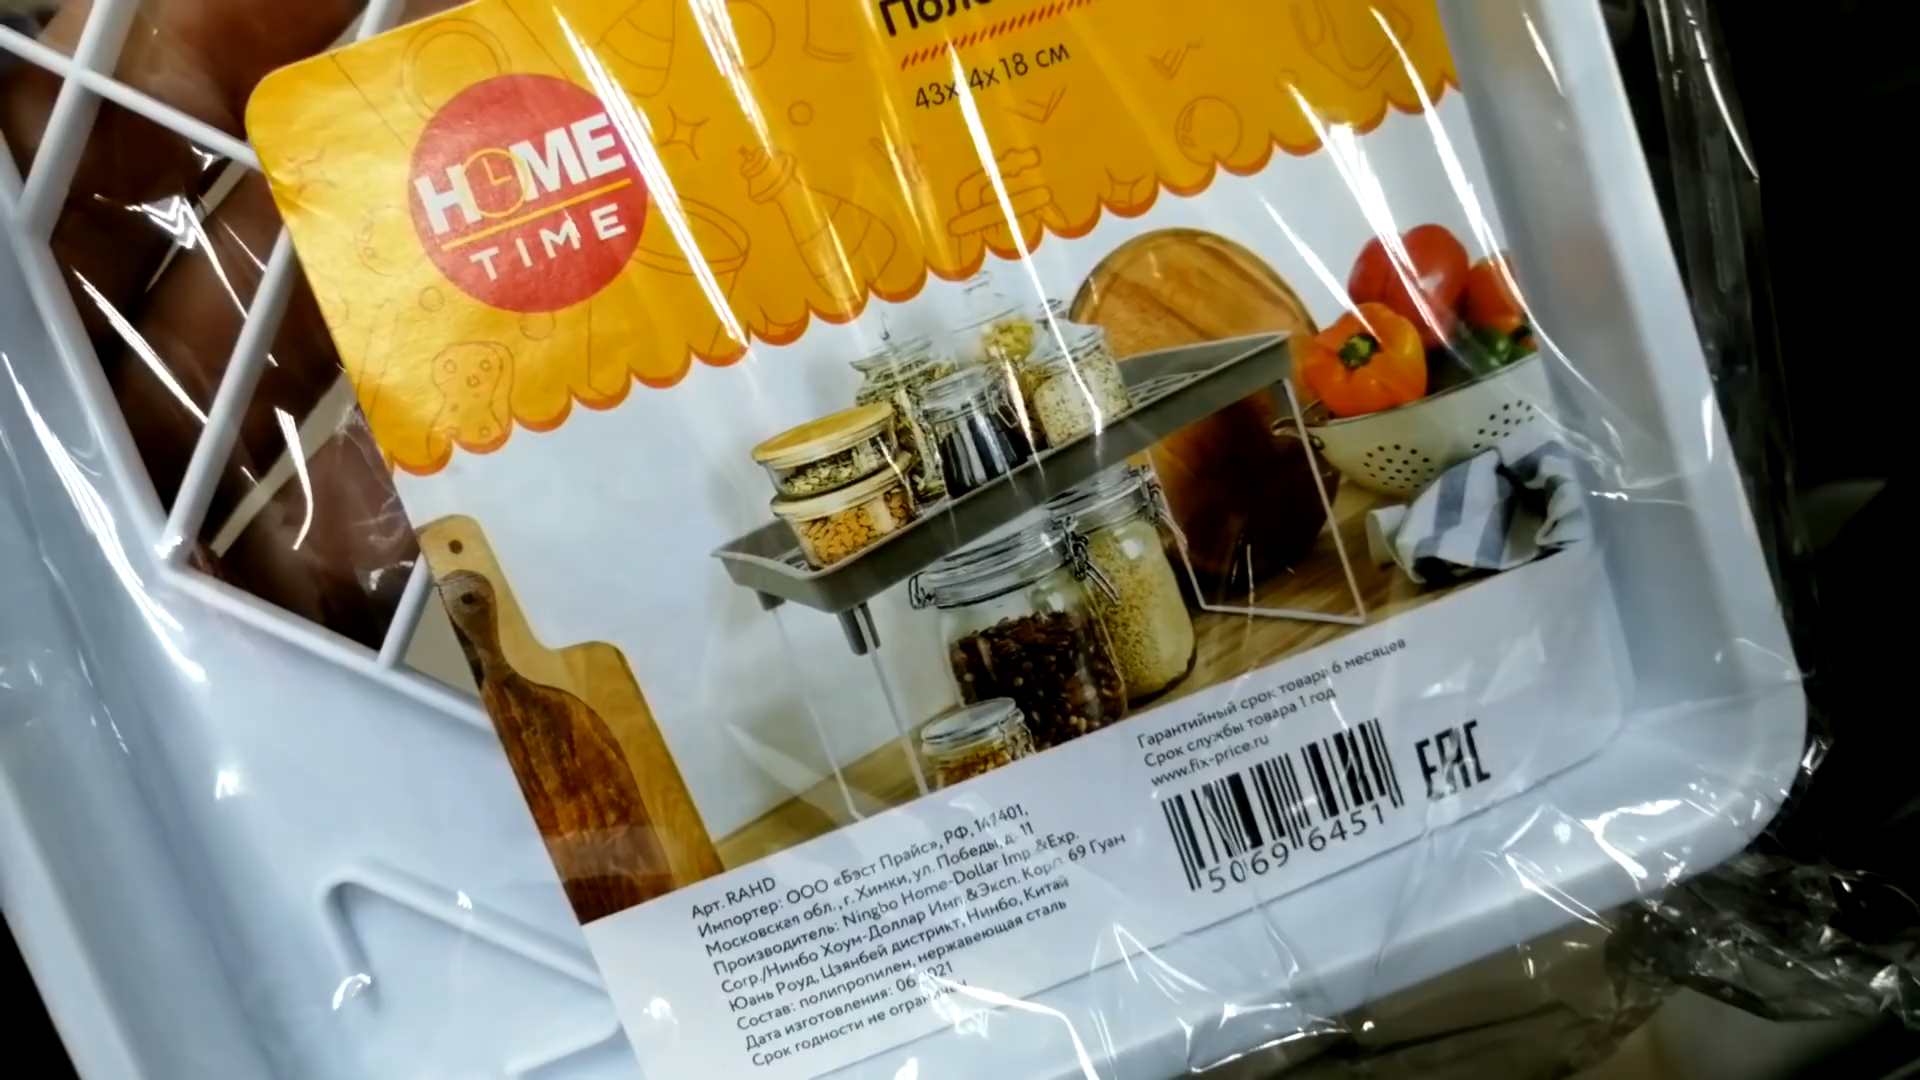 HOME
TIME
см
Гарантийный срок товара 6 месяцев
Срок службы товара 1 год
www.fix-price.ru
5069 6451
EAC
Арт. RAHD
Импортер: ООО «Бэст Прайс», РФ, 141401,
Московская обл., г. Химки, ул. Победы, д. 11
Производитель: Ningbo Home-Dollar Imp.&Exp.
Corp./Нинбо Хоум-Доллар Имп.&Эксп. Корп. 69 Гуан
Юань Роуд, Цзянбей дистрикт, Нинбо, Китай
Состав: полипропилен, нержавеющая сталь
Дата изготовления:
Срок годности не ограничен